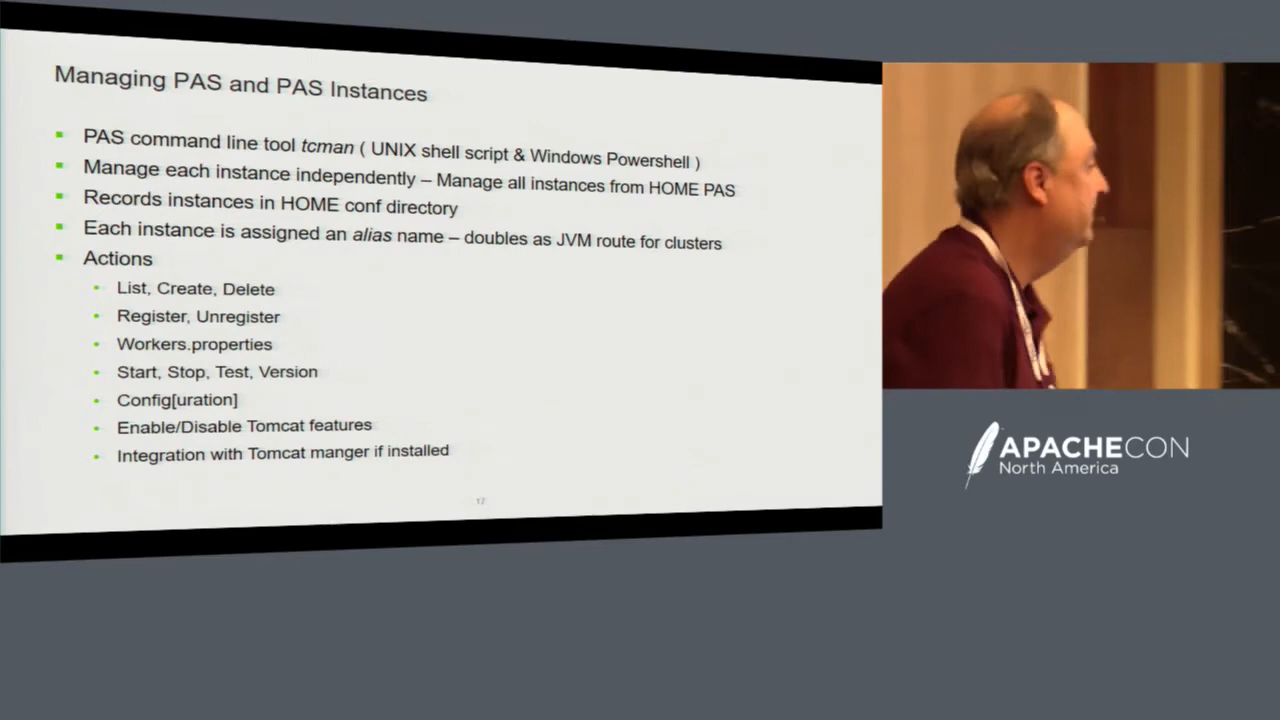 Managing PAS and PAS Instances
PAS command line tool tcman ( UNIX shell script & Windows Powershell )
Manage each instance independently – Manage all instances from HOME PAS
Records instances in HOME conf directory
Each instance is assigned an alias name – doubles as JVM route for clusters
Actions
List, Create, Delete
Register, Unregister
Workers.properties
Start, Stop, Test, Version
Config[uration]
Enable/Disable Tomcat features
Integration with Tomcat manger if installed
17
APACHECON
North America